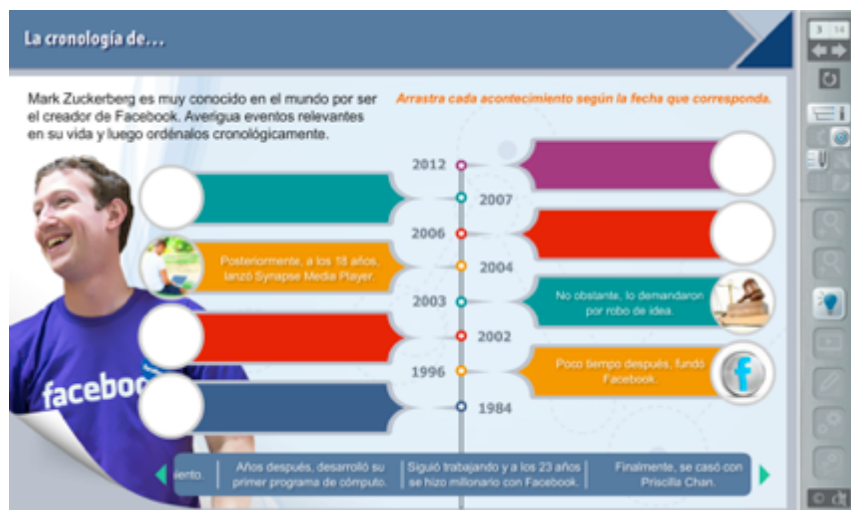 La cronología de...
3 14
Mark Zuckerberg es muy conocido en el mundo por ser
el creador de Facebook. Averigua eventos relevantes
en su vida y luego ordénalos cronológicamente.
Arrastra cada acontecimiento según la fecha que corresponda.
2012
2007
2006
Posteriormente, a los 18 años,
lanzó Synapse Media Player.
2004
2003
No obstante, lo demandaron
por robo de idea.
2002
1996
Poco tiempo después, fundó
Facebook.
1984
faceboo
iento.
Años después, desarrolló su
primer programa de cómputo.
Siguió trabajando y a los 23 años
se hizo millonario con Facebook.
Finalmente, se casó con
Priscilla Chan.